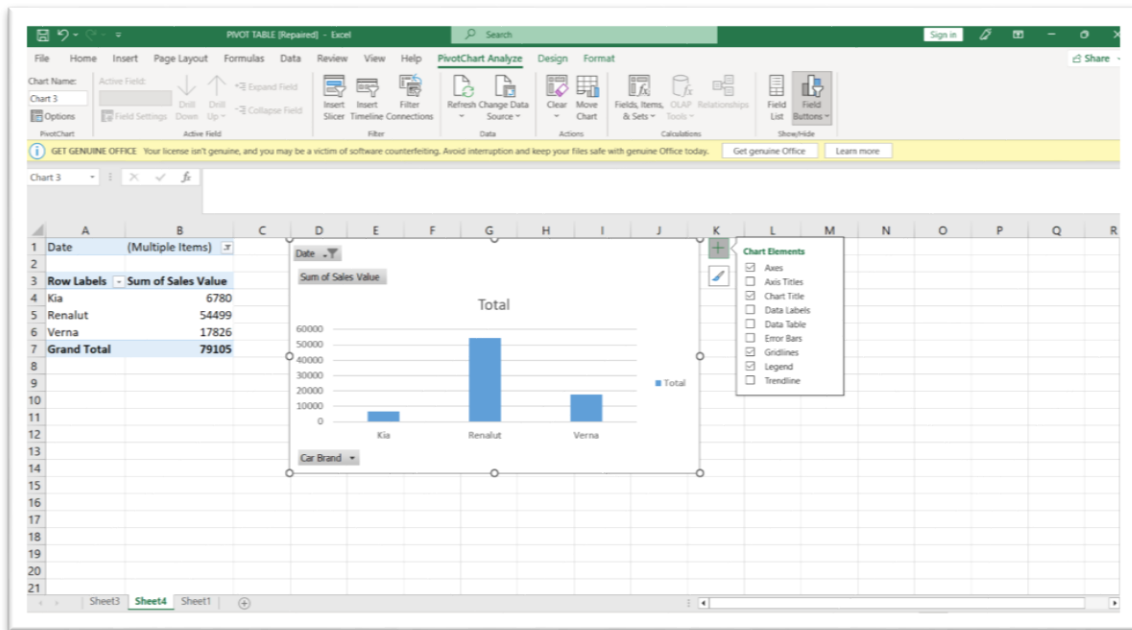 PIVOT TABLE [Repaired] - Excel
Search
Sign in
File Home Insert Page Layout Formulas Data Review View Help PivotChart Analyze Design Format
Share
Chart Name:
Chart 3
Options
PivotChart
Active Field:
Field Settings
Drill Down
Drill Up
Expand Field
Collapse Field
Active Field
Insert Slicer
Insert Timeline
Filter Connections
Filter
Refresh
Change Data Source
Data
Clear
Move Chart
Actions
Fields, Items, & Sets
OLAP Tools
Relationships
Calculations
Field List
Field Buttons
Show/Hide
GET GENUINE OFFICE Your license isn't genuine, and you may be a victim of software counterfeiting. Avoid interruption and keep your files safe with genuine Office today. Get genuine Office Learn more
Chart 3 fx
A B C D E F G H I J K L M N O P Q R
1 Date (Multiple Items)
2
3 Row Labels Sum of Sales Value
4 Kia 6780
5 Renalut 54499
6 Verna 17826
7 Grand Total 79105
8
9
10
11
12
13
14
15
16
17
18
19
20
21
Date
Sum of Sales Value
Total
60000
50000
40000
30000
20000
10000
0
Kia Renalut Verna
Total
Car Brand
Chart Elements
Axes
Axis Titles
Chart Title
Data Labels
Data Table
Error Bars
Gridlines
Legend
Trendline
Sheet3 Sheet4 Sheet1